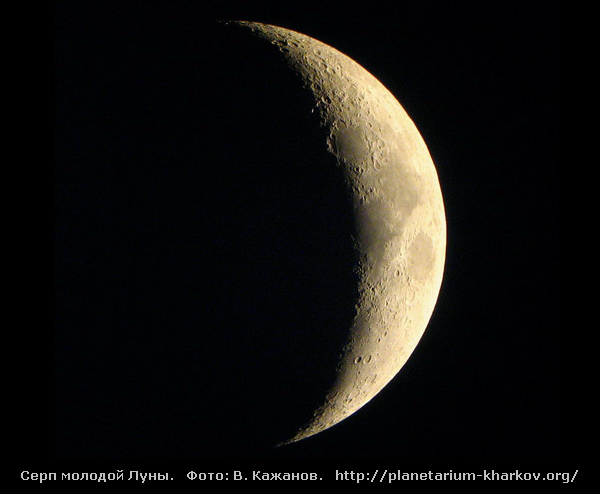 Серп молодой Луны. Фото: В. Кажанов. http://planetarium-kharkov.org/